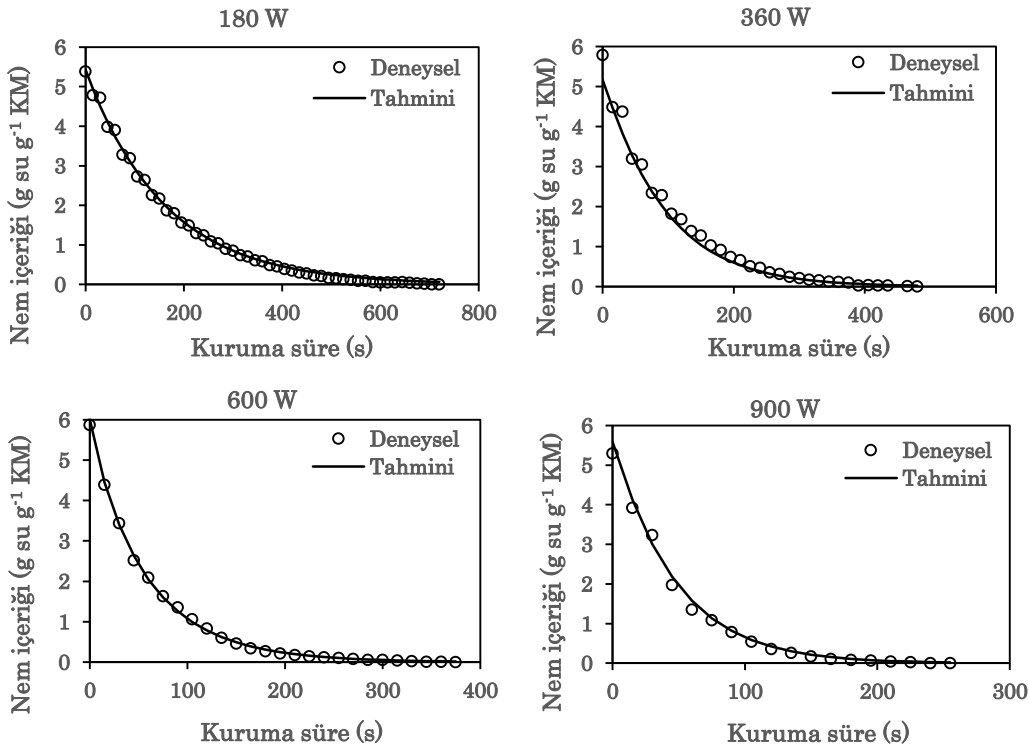 180 W
Nem içeriği (g su g⁻¹ KM)
6
5
4
3
2
1
0
Deneysel
Tahmini
0 200 400 600 800
Kuruma süre (s)
360 W
Nem içeriği (g su g⁻¹ KM)
6
5
4
3
2
1
0
Deneysel
Tahmini
0 200 400 600
Kuruma süre (s)
600 W
Nem içeriği (g su g⁻¹ KM)
6
5
4
3
2
1
0
Deneysel
Tahmini
0 100 200 300 400
Kuruma süre (s)
900 W
Nem içeriği (g su g⁻¹ KM)
6
5
4
3
2
1
0
Deneysel
Tahmini
0 100 200 300
Kuruma süre (s)